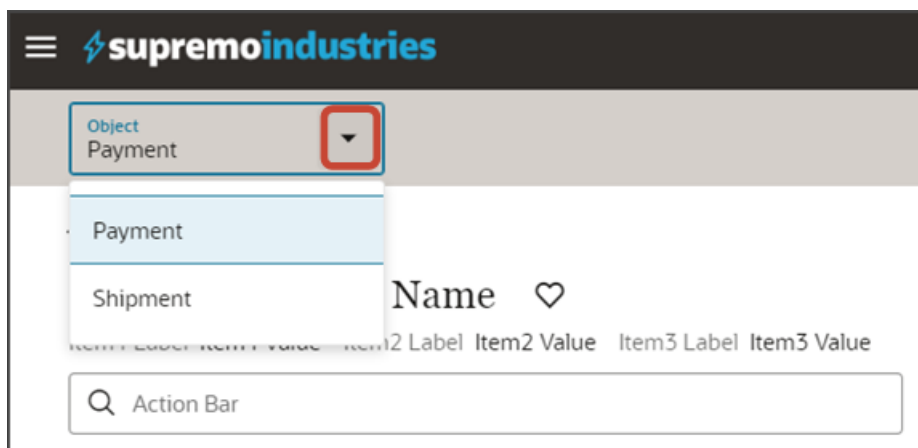 supremoindustries
Object
Payment
Payment
Shipment
Name
Item2 Label Item2 Value Item3 Label Item3 Value
Action Bar